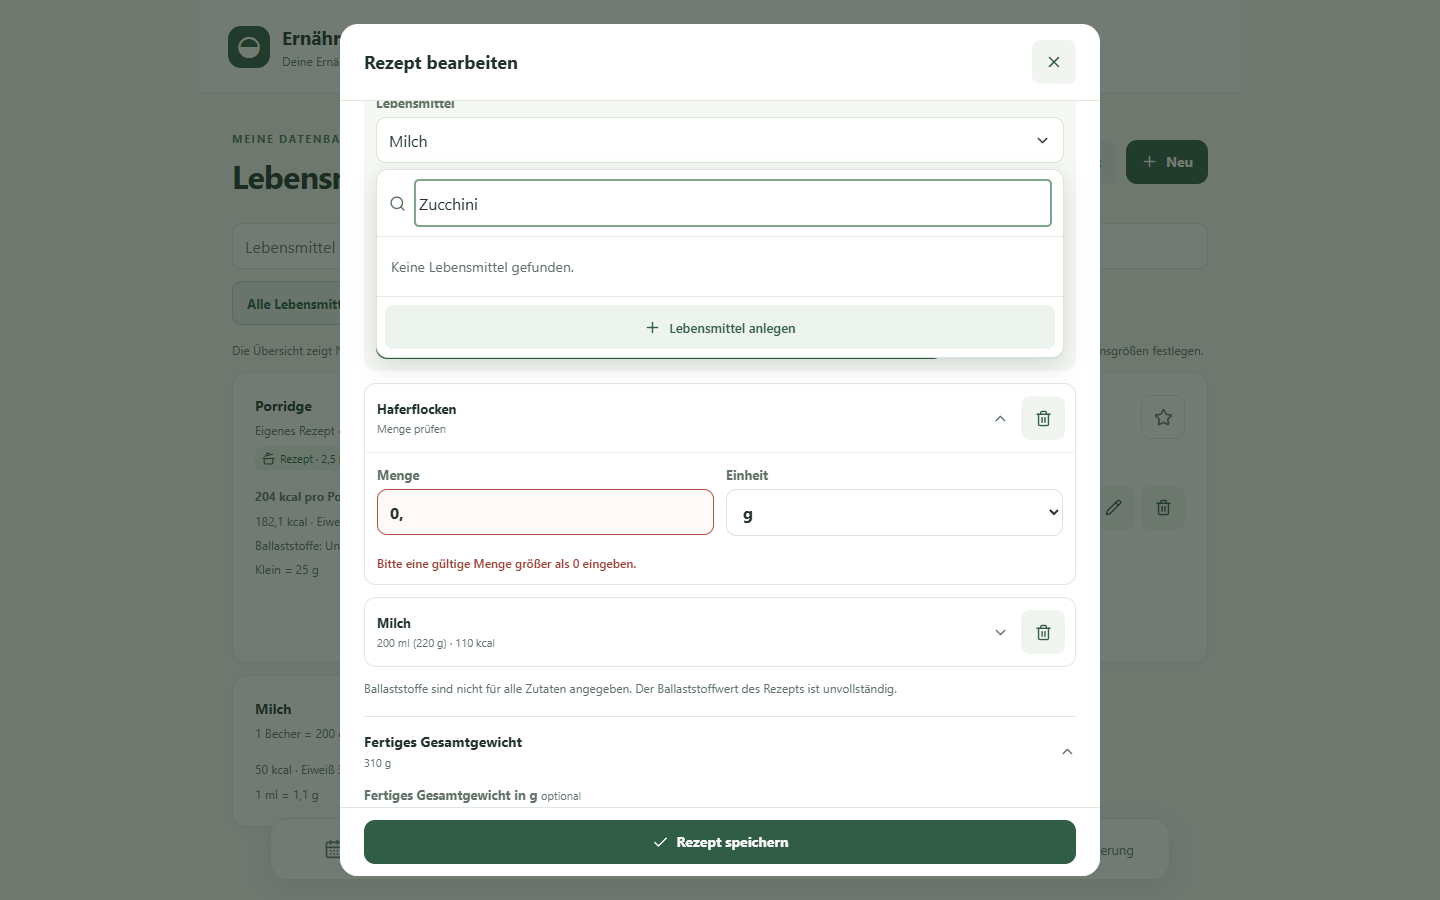 Ernähr
Deine Ernä
Rezept bearbeiten
MEINE DATENBA
Lebensm
Neu
Lebensmittel
Milch
Lebensmittel
Zucchini
Keine Lebensmittel gefunden.
Lebensmittel anlegen
Alle Lebensmitt
Die Übersicht zeigt N
nsgrößen festlegen.
Porridge
Eigenes Rezept
Rezept · 2,5
204 kcal pro Po
182,1 kcal · Eiwe
Ballaststoffe: Un
Klein = 25 g
Haferflocken
Menge prüfen
Menge
Einheit
0,
g
Bitte eine gültige Menge größer als 0 eingeben.
Milch
200 ml (220 g) · 110 kcal
Ballaststoffe sind nicht für alle Zutaten angegeben. Der Ballaststoffwert des Rezepts ist unvollständig.
Milch
1 Becher = 200
50 kcal · Eiweiß
1 ml = 1,1 g
Fertiges Gesamtgewicht
310 g
Fertiges Gesamtgewicht in g optional
Rezept speichern
erung